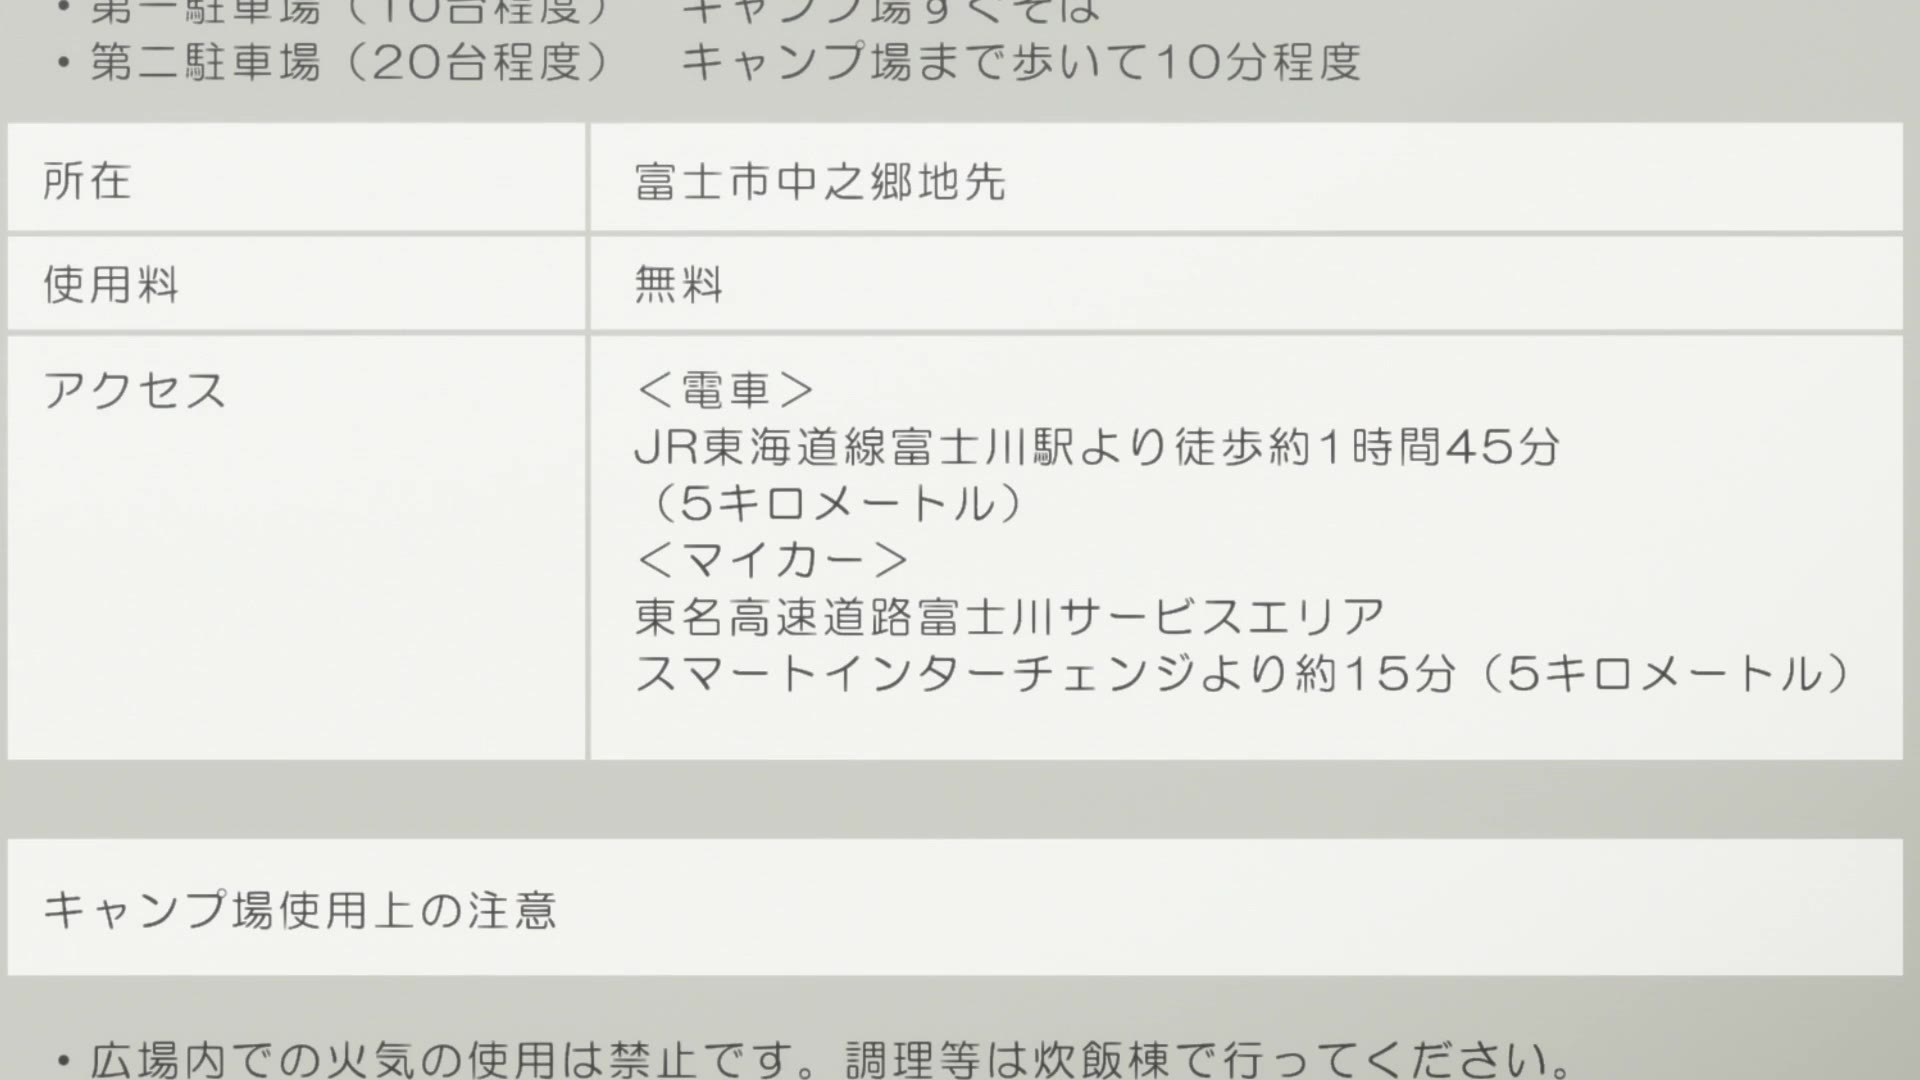 ・第一駐車場（10台程度）　キャンプ場すぐそば
・第二駐車場（20台程度）　キャンプ場まで歩いて10分程度
所在　富士市中之郷地先
使用料　無料
アクセス　＜電車＞
JR東海道線富士川駅より徒歩約1時間45分
（5キロメートル）
＜マイカー＞
東名高速道路富士川サービスエリア
スマートインターチェンジより約15分（5キロメートル）
キャンプ場使用上の注意
・広場内での火気の使用は禁止です。調理等は炊飯棟で行ってください。